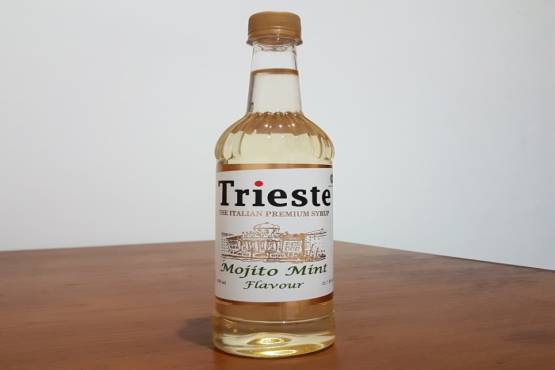 Trieste
THE ITALIAN PREMIUM SYRUP
Mojito Mint
Flavour